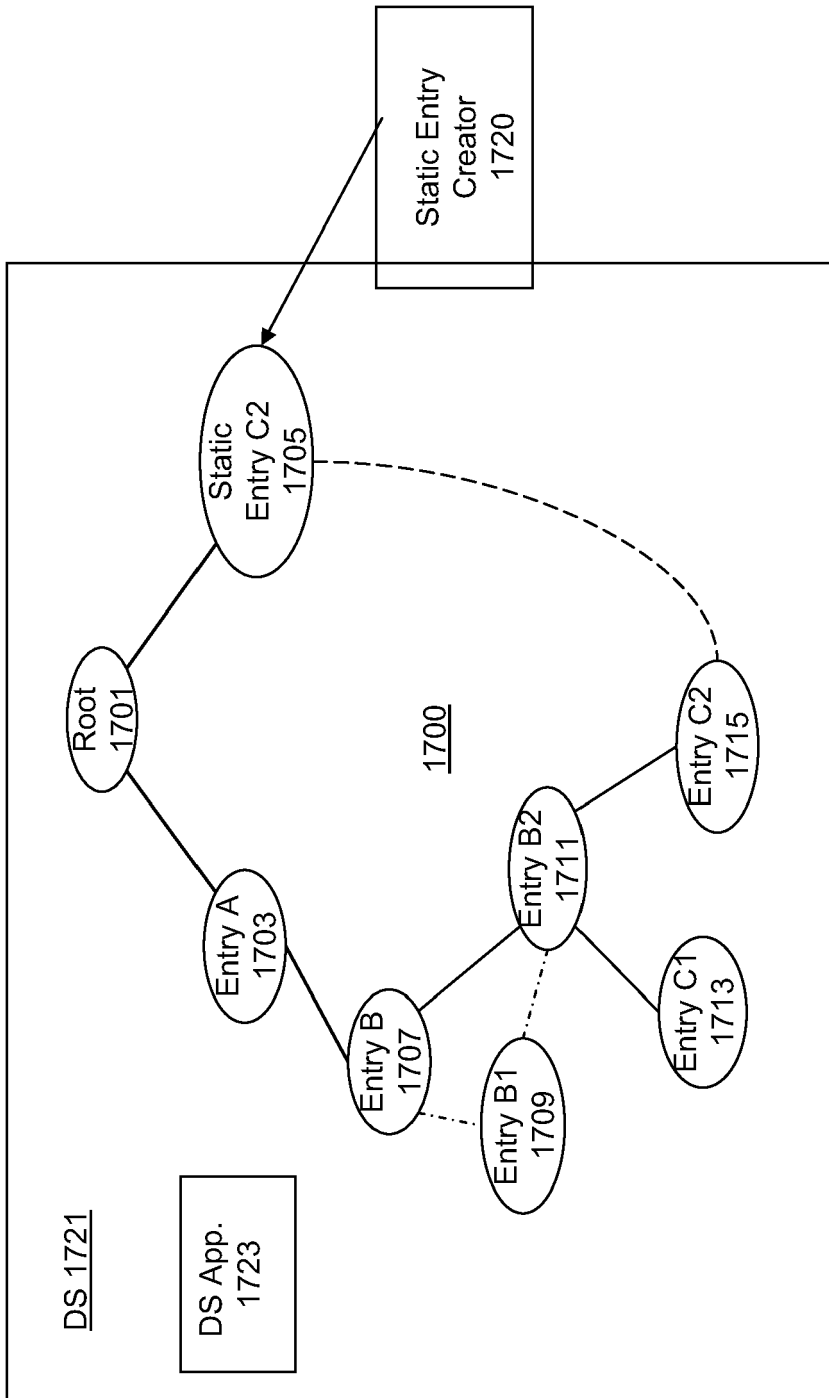 DS 1721
DS App.
1723
Root
1701
Entry A
1703
Static
Entry C2
1705
Static Entry
Creator
1720
1700
Entry B
1707
Entry B1
1709
Entry B2
1711
Entry C1
1713
Entry C2
1715